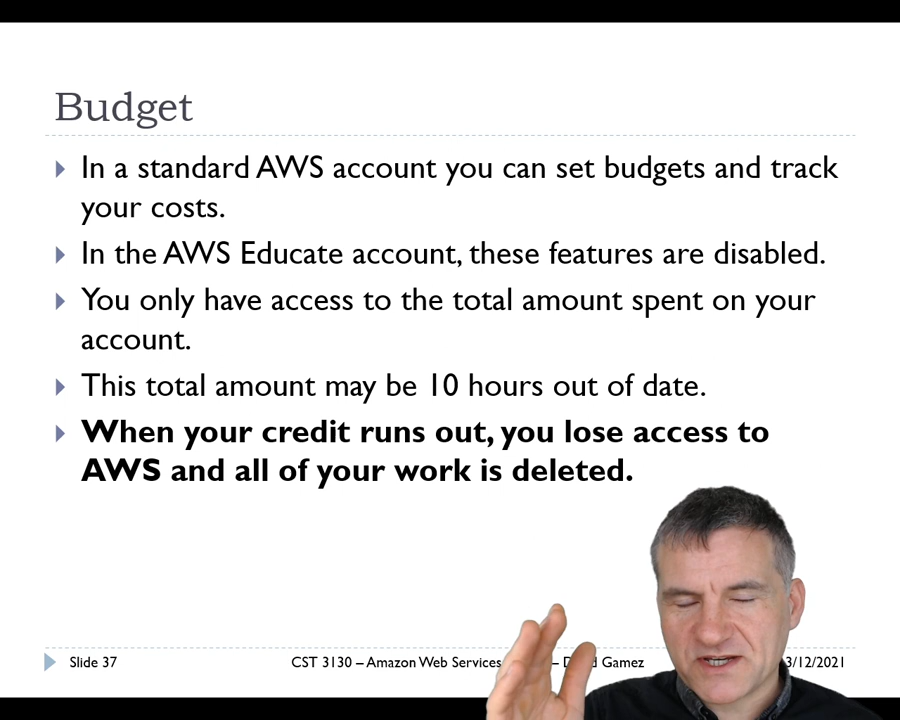 Budget
In a standard AWS account you can set budgets and track
your costs.
In the AWS Educate account, these features are disabled.
You only have access to the total amount spent on your
account.
This total amount may be 10 hours out of date.
When your credit runs out, you lose access to
AWS and all of your work is deleted.
Slide 37
CST 3130 – Amazon Web Services – Gamez
3/12/2021